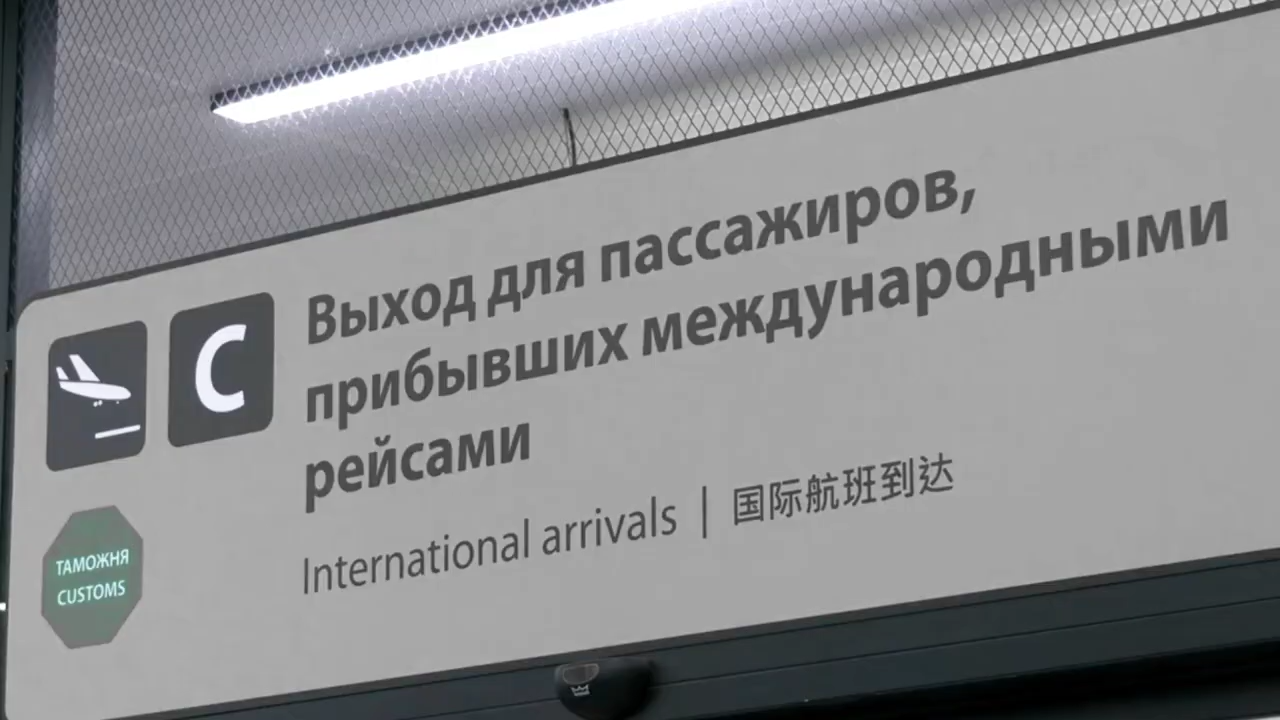 C
Выход для пассажиров,
прибывших международными
рейсами
International arrivals | 国际航班到达
ТАМОЖНЯ
CUSTOMS